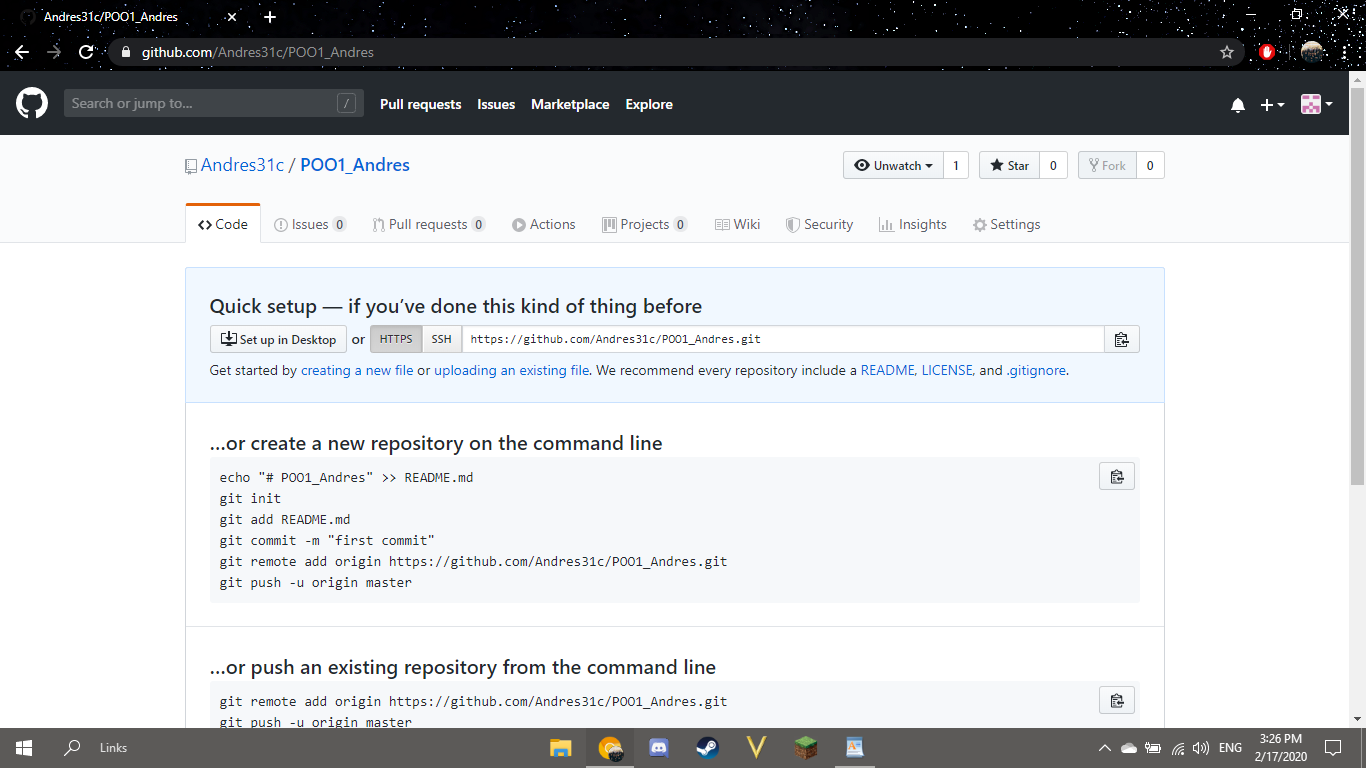 Andres31c/POO1_Andres
github.com/Andres31c/POO1_Andres
Search or jump to... /
Pull requests Issues Marketplace Explore
Andres31c / POO1_Andres
Unwatch 1 Star 0 Fork 0
Code Issues 0 Pull requests 0 Actions Projects 0 Wiki Security Insights Settings
Quick setup — if you’ve done this kind of thing before
Set up in Desktop or HTTPS SSH https://github.com/Andres31c/POO1_Andres.git
Get started by creating a new file or uploading an existing file. We recommend every repository include a README, LICENSE, and .gitignore.
…or create a new repository on the command line
echo "# POO1_Andres" >> README.md
git init
git add README.md
git commit -m "first commit"
git remote add origin https://github.com/Andres31c/POO1_Andres.git
git push -u origin master
…or push an existing repository from the command line
git remote add origin https://github.com/Andres31c/POO1_Andres.git
git push -u origin master
Links
ENG
3:26 PM
2/17/2020